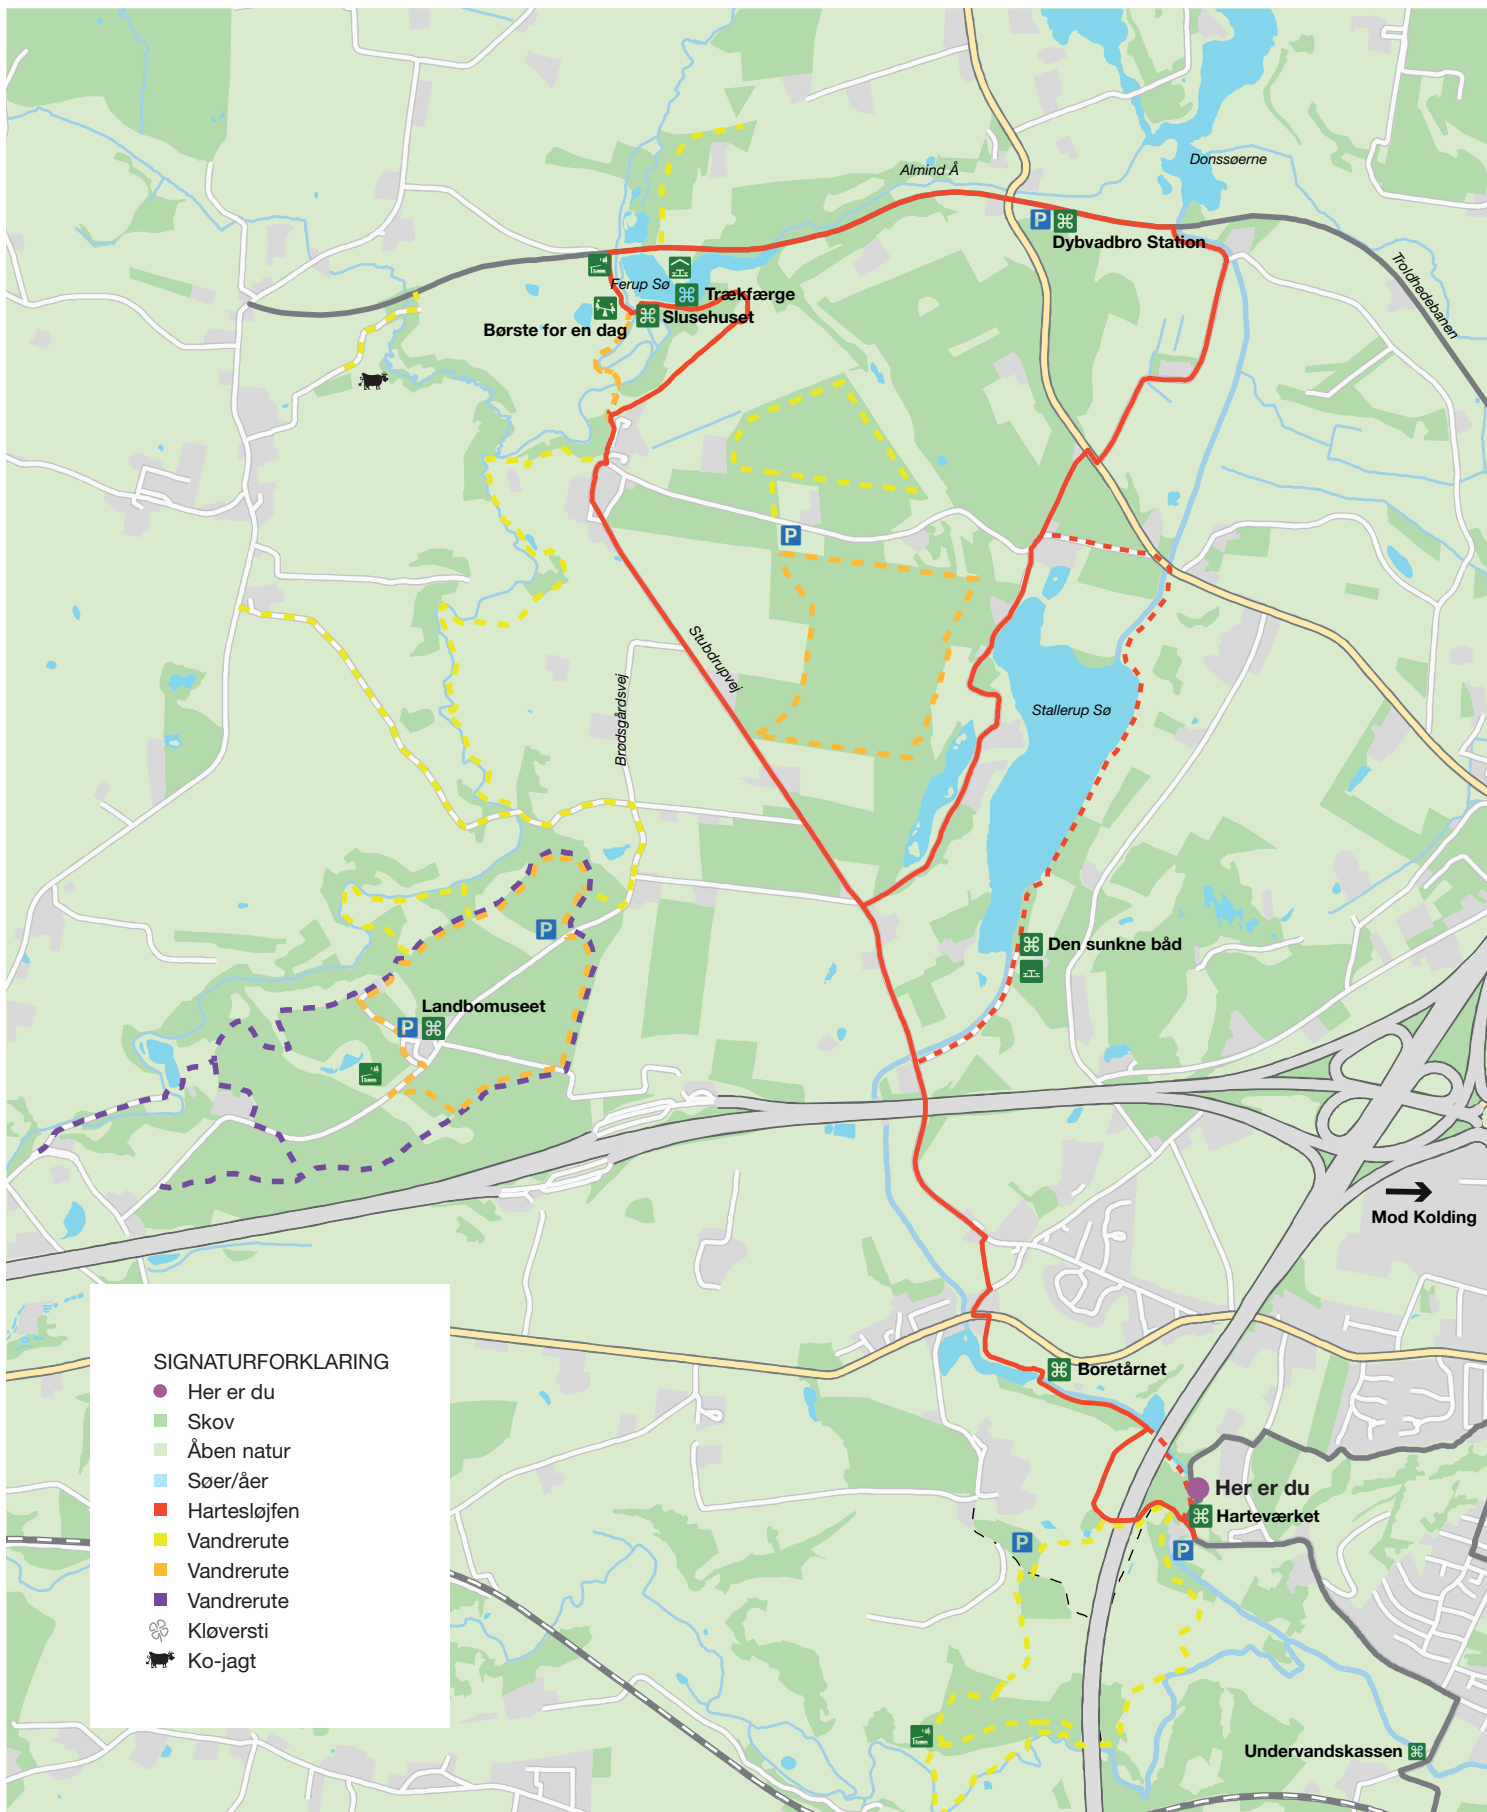 Donssøerne
Almind Å
P
Dybvadbro Station
Troldhedebanen
Ferup Sø
Trækfærge
Slusehuset
Børste for en dag
P
Stubdrupvej
Brødsgårdsvej
Stallerup Sø
P
Den sunkne båd
Landbomuseet
P
Mod Kolding
Boretårnet
Her er du
Harteværket
P
P
Undervandskassen
SIGNATURFORKLARING
Her er du
Skov
Åben natur
Søer/åer
Hartesløjfen
Vandrerute
Vandrerute
Vandrerute
Kløversti
Ko-jagt